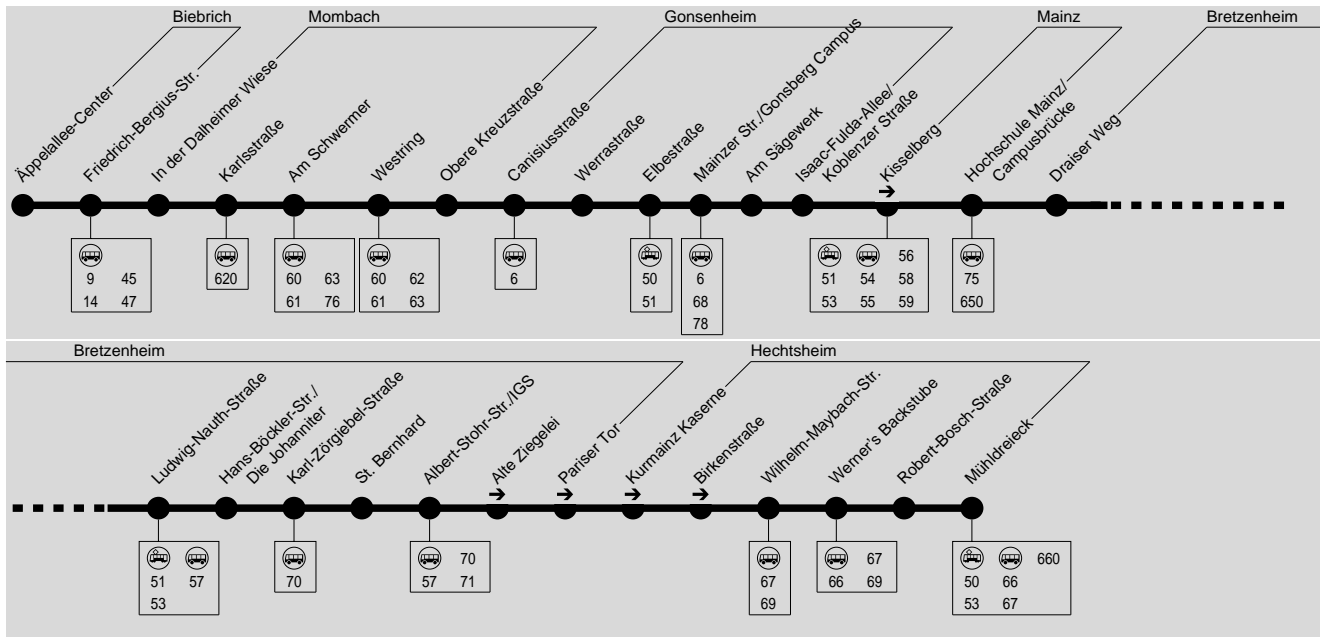 Biebrich
Mombach
Gonsenheim
Mainz
Bretzenheim
Äppelallee-Center
Friedrich-Bergius-Str.
In der Dalheimer Wiese
Karlsstraße
Am Schwermer
Westring
Obere Kreuzstraße
Canisiusstraße
Werrastraße
Elbestraße
Mainzer Str./Gonsberg Campus
Am Sägewerk
Isaac-Fulda-Allee/
Koblenzer Straße
Kisselberg
Hochschule Mainz/
Campusbrücke
Draiser Weg
9 45
14 47
620
60 63
61 76
60 62
61 63
6
50
51
6
68
78
56
51 54 58
53 55 59
75
650
Bretzenheim
Hechtsheim
Ludwig-Nauth-Straße
Hans-Böckler-Str./
Die Johanniter
Karl-Zörgiebel-Straße
St. Bernhard
Albert-Stohr-Str./IGS
Alte Ziegelei
Pariser Tor
Kurmainz Kaserne
Birkenstraße
Wilhelm-Maybach-Str.
Werner's Backstube
Robert-Bosch-Straße
Mühldreieck
51 57
53
70
70
57 71
67
69
67
66 69
660
50 66
53 67